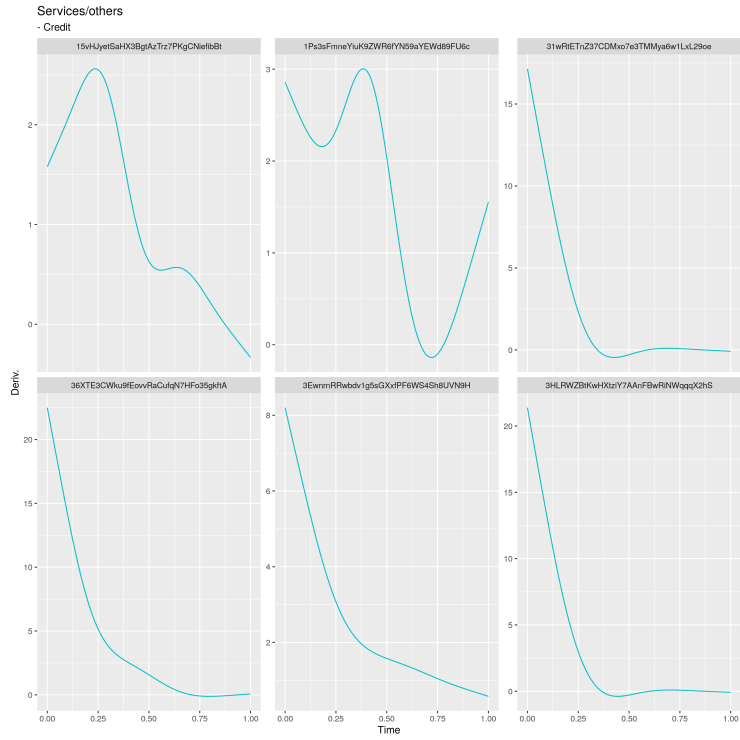 Services/others
- Credit
15vHJyetSaHX3BgtAzTrz7PKgCNiefibBt
1Ps3sFmneYiuK9ZWR6fYN59aYEWd89FU6c
31wRtETnZ37CDMxo7e3TMMya6w1LxL29oe
2
1
0
3
2
1
0
15
10
5
0
Deriv.
36XTE3CWku9fEovvRaCufqN7HFo35gkftA
3EwnmRRwbdv1g5sGXxfPF6WS4Sh8UVN9H
3HLRWZBtKwHXtziY7AAnFBwRiNWqqqX2hS
20
15
10
5
0
8
6
4
2
20
15
10
5
0
0.00 0.25 0.50 0.75 1.00
0.00 0.25 0.50 0.75 1.00
0.00 0.25 0.50 0.75 1.00
Time